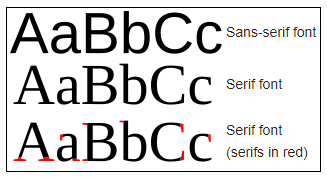 AaBbCc Sans-serif font
AaBbCc Serif font
AaBbCc Serif font
(serifs in red)